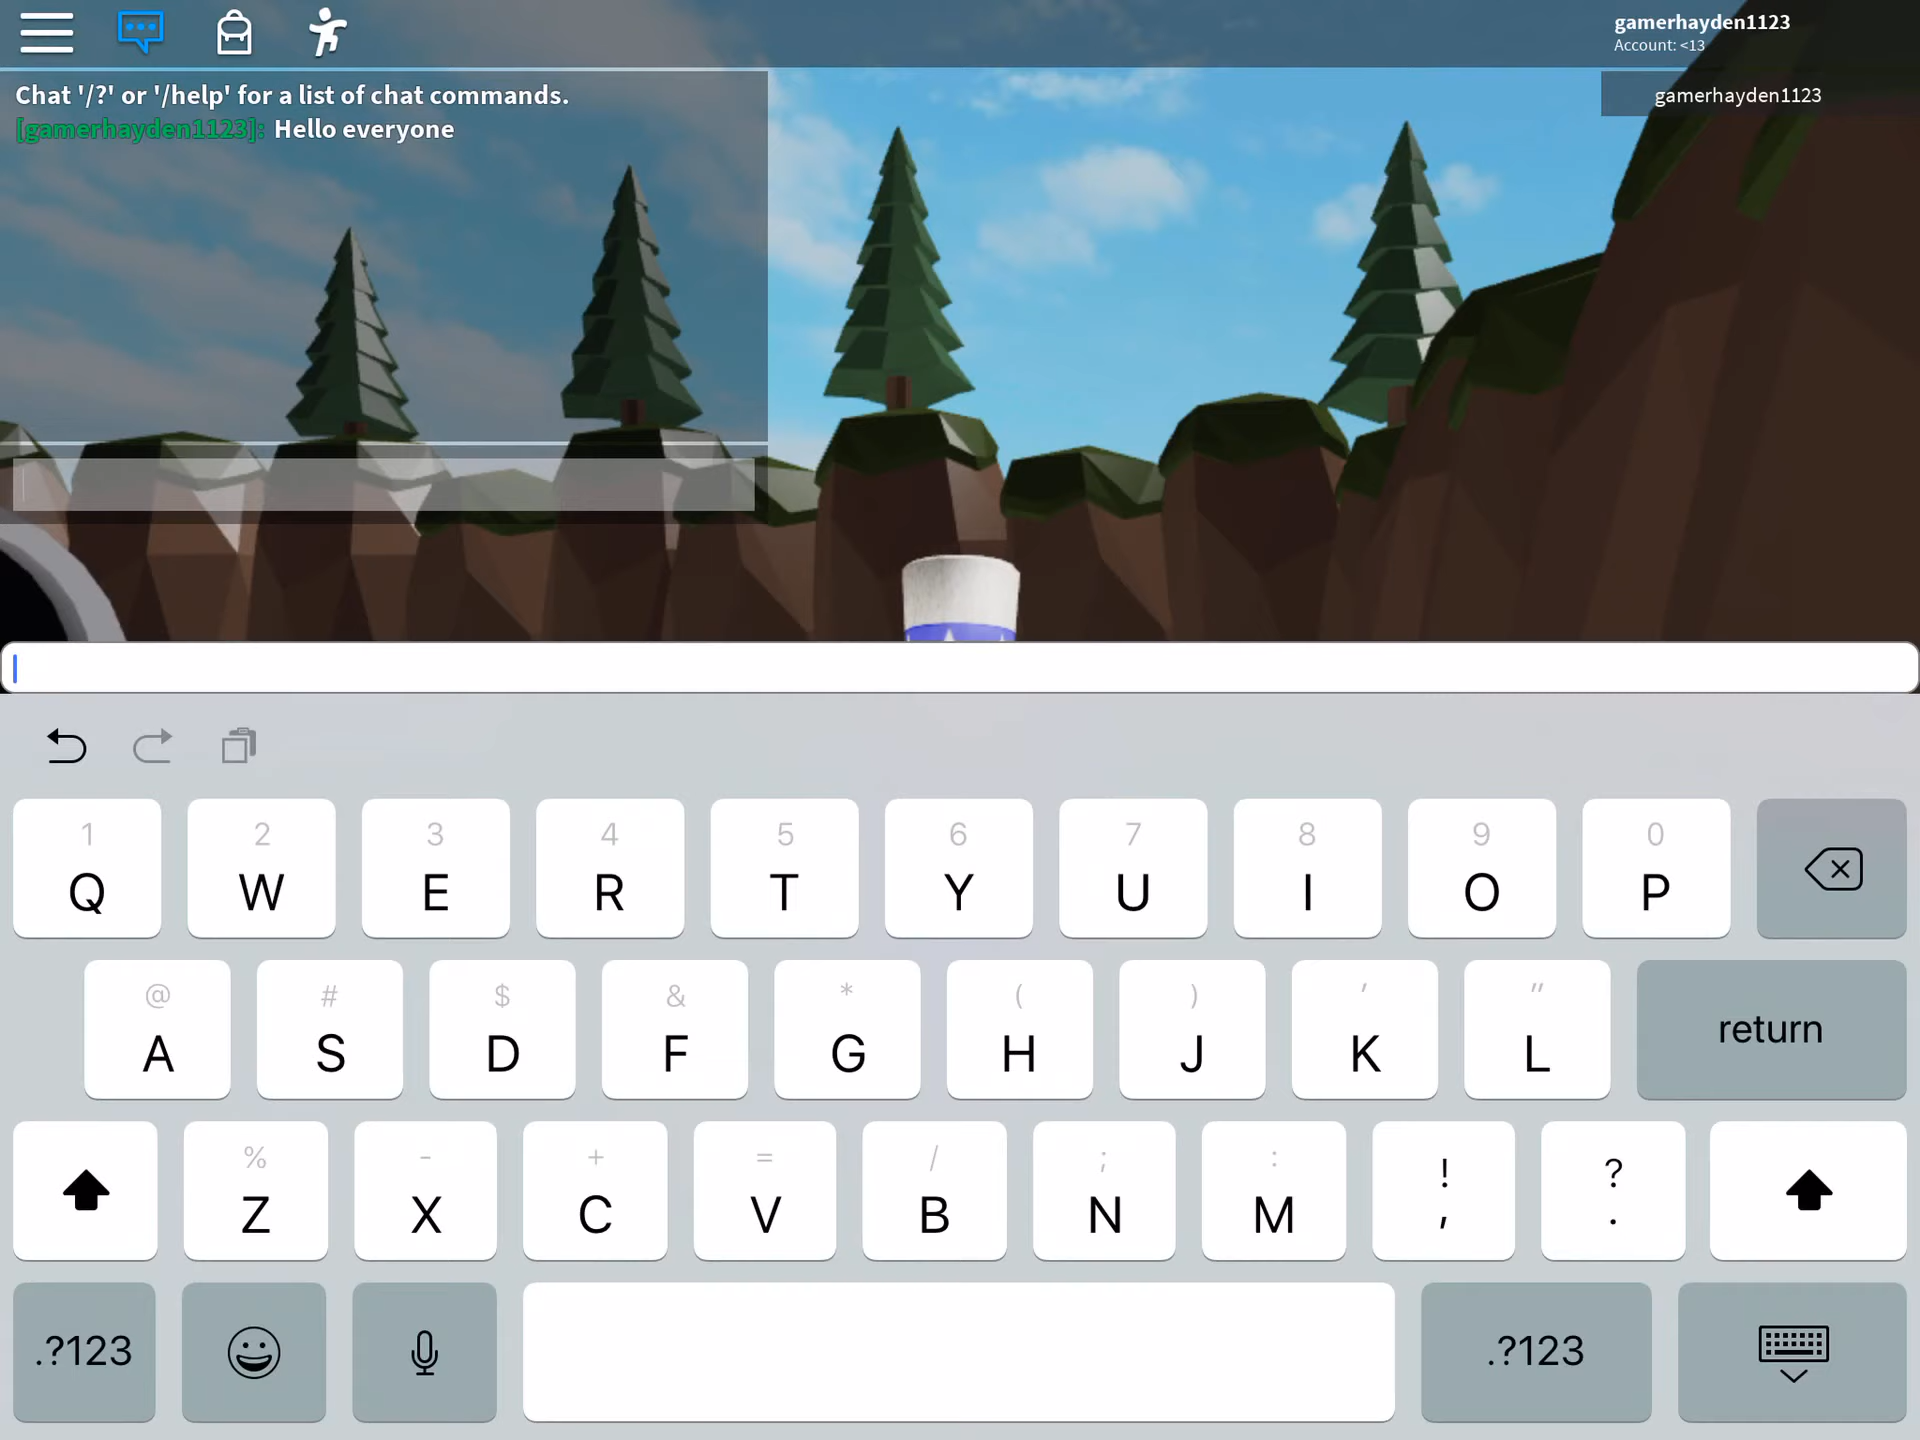 gamerhayden1123
Account: <13
gamerhayden1123
Chat '/?' or '/help' for a list of chat commands.
[gamerhayden1123]: Hello everyone
1 2 3 4 5 6 7 8 9 0
Q W E R T Y U I O P
@ # $ & * ( ) ' "
A S D F G H J K L return
% - + = / ; : ! ?
Z X C V B N M , .
.?123 .?123